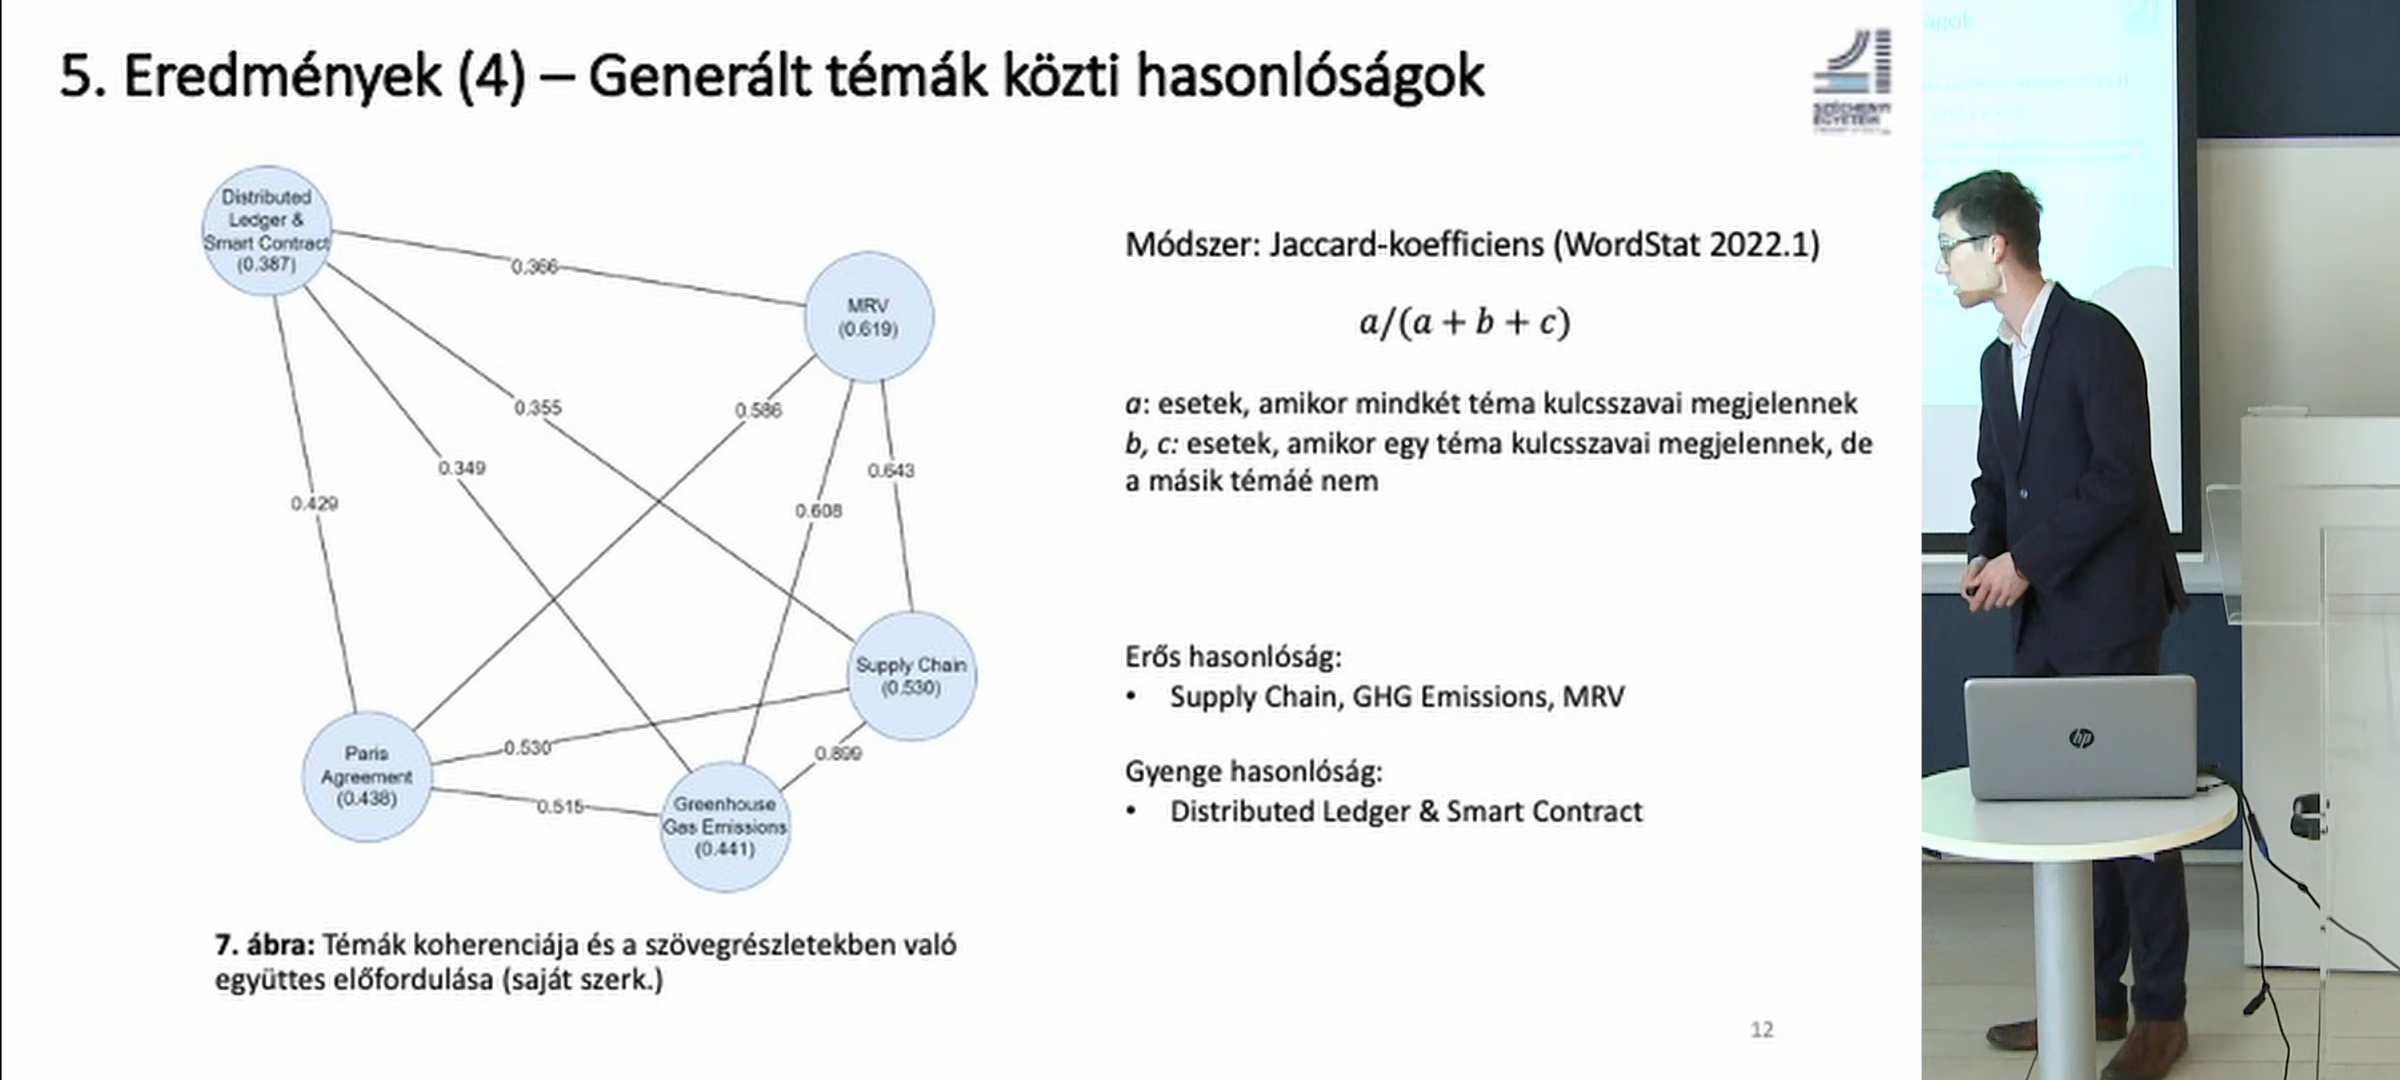 5. Eredmények (4) – Generált témák közti hasonlóságok
SZÉCHENYI
EGYETEM
Distributed
Ledger &
Smart Contract
(0.387)
0.366
MRV
(0.619)
0.355
0.586
0.349
0.643
0.429
0.608
Supply Chain
(0.530)
Paris
Agreement
(0.438)
0.530
0.899
0.515
Greenhouse
Gas Emissions
(0.441)
7. ábra: Témák koherenciája és a szövegrészletekben való
együttes előfordulása (saját szerk.)
Módszer: Jaccard-koefficiens (WordStat 2022.1)
a/(a + b + c)
a: esetek, amikor mindkét téma kulcsszavai megjelennek
b, c: esetek, amikor egy téma kulcsszavai megjelennek, de
a másik témáé nem
Erős hasonlóság:
• Supply Chain, GHG Emissions, MRV
Gyenge hasonlóság:
• Distributed Ledger & Smart Contract
12
hp